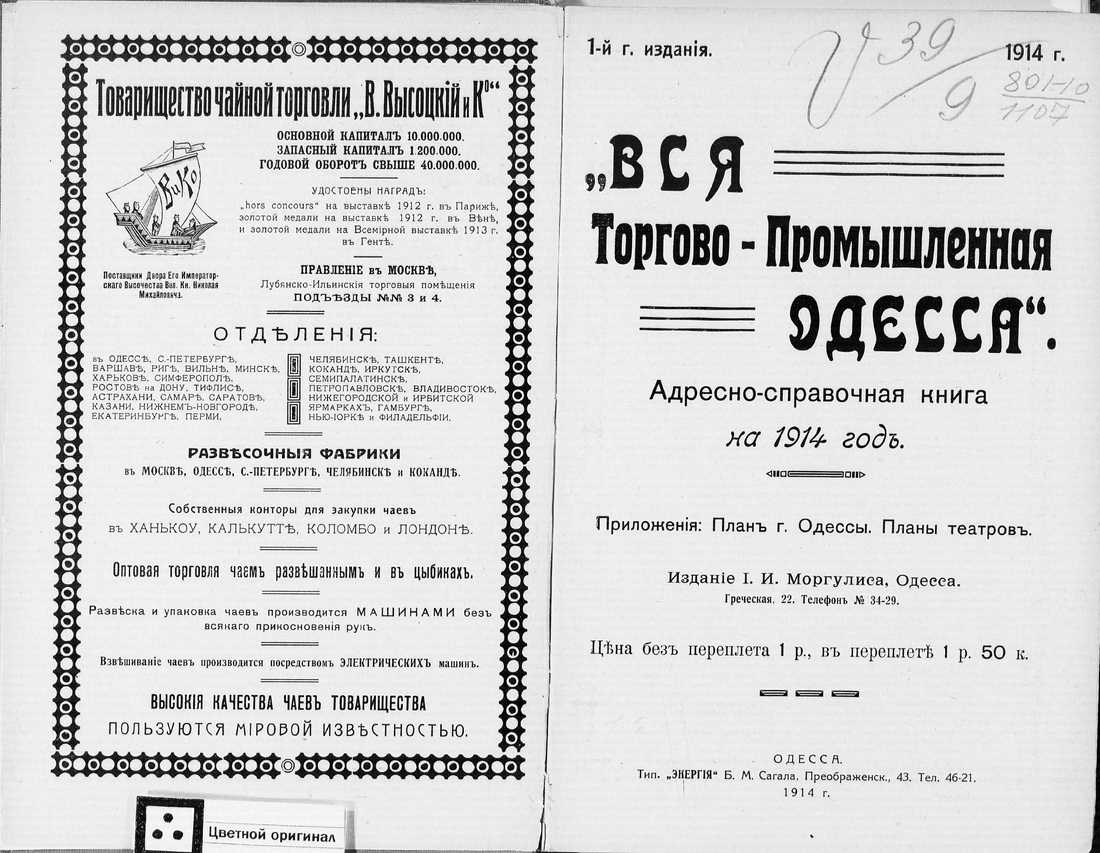 Товарищество чайной торговли „В. Высоцкій и К⁰“
ОСНОВНОЙ КАПИТАЛЪ 10.000.000.
ЗАПАСНЫЙ КАПИТАЛЪ 1.200.000.
ГОДОВОЙ ОБОРОТЪ СВЫШЕ 40.000.000.
ВиКо
УДОСТОЕНЫ НАГРАДЪ:
„hors concours“ на выставкѣ 1912 г. въ Парижѣ,
золотой медали на выставкѣ 1912 г. въ Вѣнѣ,
и золотой медали на Всемірной выставкѣ 1913 г.
въ Гентѣ.
Поставщики Двора Его Император-
скаго Высочества Вел. Кн. Николая
Михайловича.
ПРАВЛЕНІЕ въ МОСКВѢ,
Лубянско-Ильинскія торговыя помѣщенія
ПОДЪѢЗДЫ №№ 3 и 4.
ОТДѢЛЕНІЯ:
въ ОДЕССѢ, С.-ПЕТЕРБУРГѢ,
ВАРШАВѢ, РИГѢ, ВИЛЬНѢ, МИНСКѢ,
ХАРЬКОВѢ, СИМФЕРОПОЛѢ,
РОСТОВѢ на ДОНУ, ТИФЛИСѢ,
АСТРАХАНИ, САМАРѢ, САРАТОВѢ,
КАЗАНИ, НИЖНЕМЪ-НОВГОРОДѢ,
ЕКАТЕРИНБУРГѢ, ПЕРМИ,
ЧЕЛЯБИНСКѢ, ТАШКЕНТѢ,
КОКАНДѢ, ИРКУТСКѢ,
СЕМИПАЛАТИНСКѢ,
ПЕТРОПАВЛОВСКѢ, ВЛАДИВОСТОКѢ,
НИЖЕГОРОДСКОЙ и ИРБИТСКОЙ
ЯРМАРКАХЪ, ГАМБУРГѢ,
НЬЮ-ІОРКѢ и ФИЛАДЕЛЬФІИ.
РАЗВѢСОЧНЫЯ ФАБРИКИ
въ МОСКВѢ, ОДЕССѢ, С.-ПЕТЕРБУРГѢ, ЧЕЛЯБИНСКѢ и КОКАНДѢ.
Собственныя конторы для закупки чаевъ
въ ХАНЬКОУ, КАЛЬКУТТѢ, КОЛОМБО и ЛОНДОНѢ.
Оптовая торговля чаемъ развѣшаннымъ и въ цыбикахъ.
Развѣска и упаковка чаевъ производится МАШИНАМИ безъ
всякаго прикосновенія рукъ.
Взвѣшиваніе чаевъ производится посредствомъ ЭЛЕКТРИЧЕСКИХЪ машинъ.
ВЫСОКІЯ КАЧЕСТВА ЧАЕВЪ ТОВАРИЩЕСТВА
ПОЛЬЗУЮТСЯ МІРОВОЙ ИЗВѢСТНОСТЬЮ.
Цветной оригинал
1-й г. изданія.
1914 г.
V 39/9
801-10
1107
„ВСЯ
Торгово - Промышленная
ОДЕССА“.
Адресно-справочная книга
на 1914 годъ.
Приложенія: Планъ г. Одессы. Планы театровъ.
Изданіе І. И. Моргулиса, Одесса.
Греческая, 22. Телефонъ № 34-29.
Цѣна безъ переплета 1 р., въ переплетѣ 1 р. 50 к.
ОДЕССА.
Тип. „ЭНЕРГІЯ“ Б. М. Сагала, Преображенск., 43. Тел. 46-21.
1914 г.